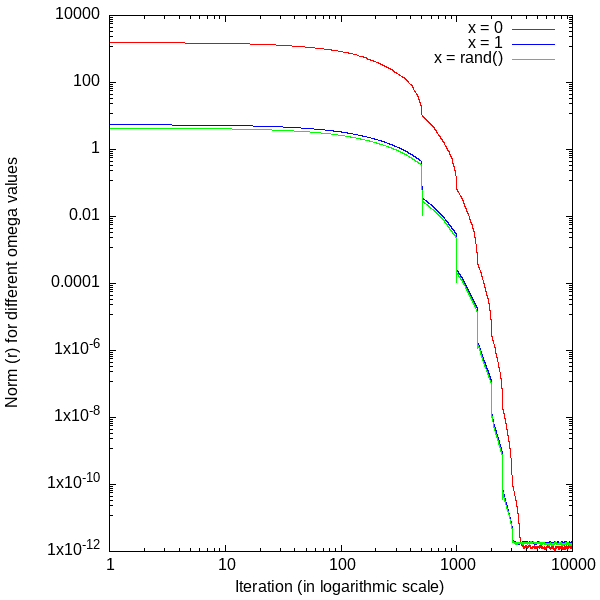 10000
100
1
0.01
0.0001
1x10-6
1x10-8
1x10-10
1x10-12
1 10 100 1000 10000
Norm (r) for different omega values
Iteration (in logarithmic scale)
x = 0
x = 1
x = rand()